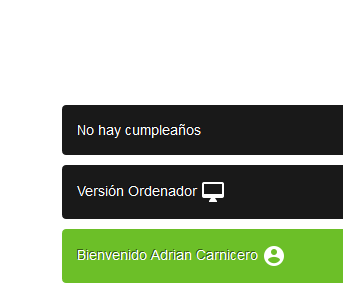 No hay cumpleaños
Versión Ordenador
Bienvenido Adrian Carnicero